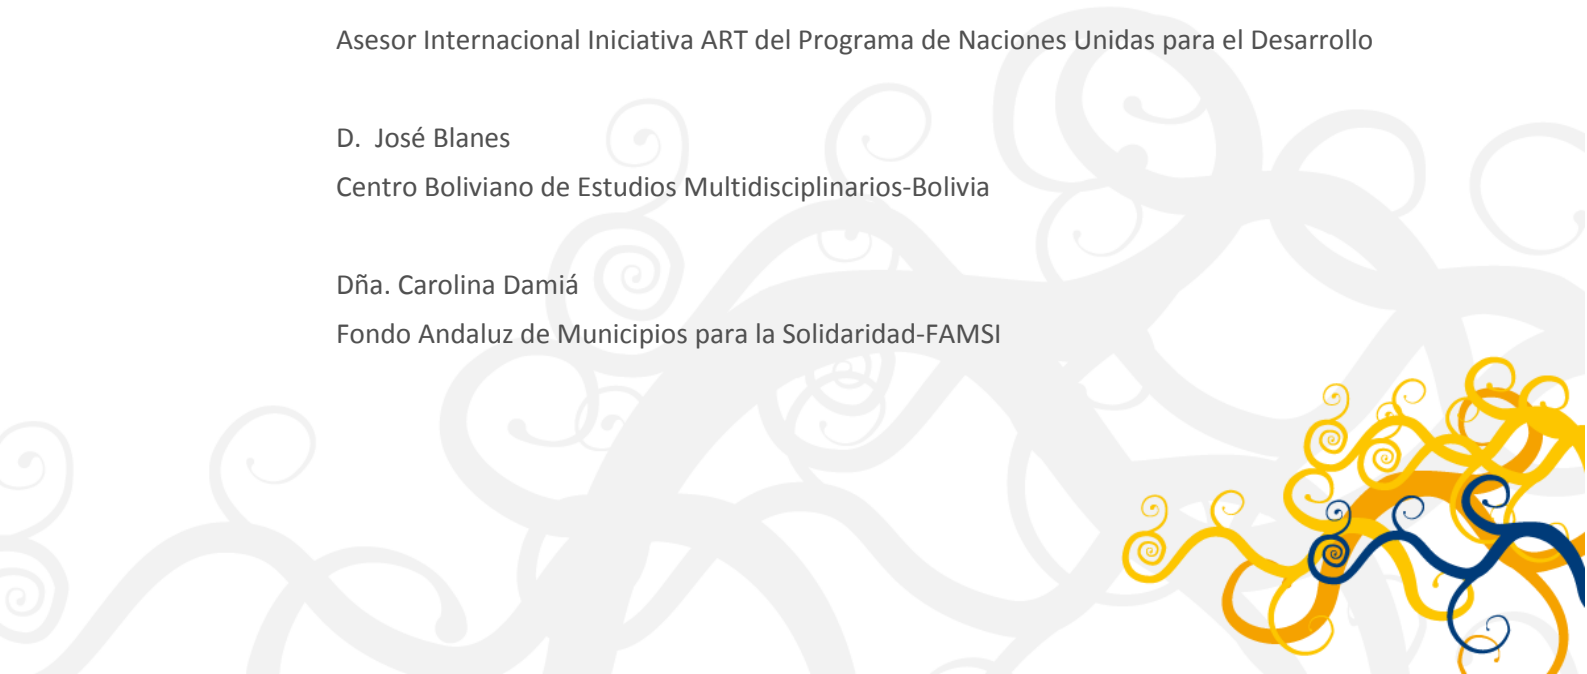 Asesor Internacional Iniciativa ART del Programa de Naciones Unidas para el Desarrollo
D. José Blanes
Centro Boliviano de Estudios Multidisciplinarios-Bolivia
Dña. Carolina Damiá
Fondo Andaluz de Municipios para la Solidaridad-FAMSI